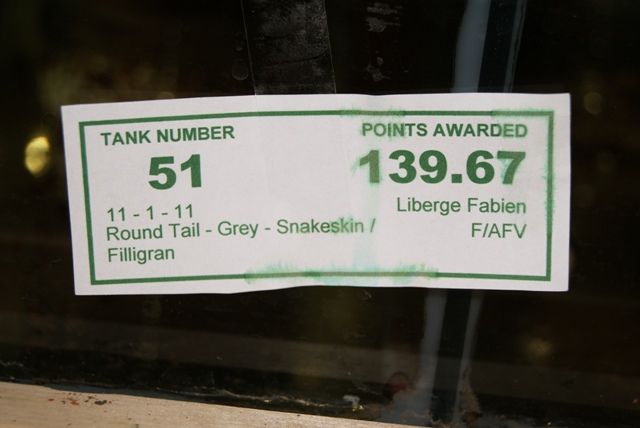 TANK NUMBER
51
11 - 1 - 11
Round Tail - Grey - Snakeskin /
Filligran
POINTS AWARDED
139.67
Liberge Fabien
F/AFV